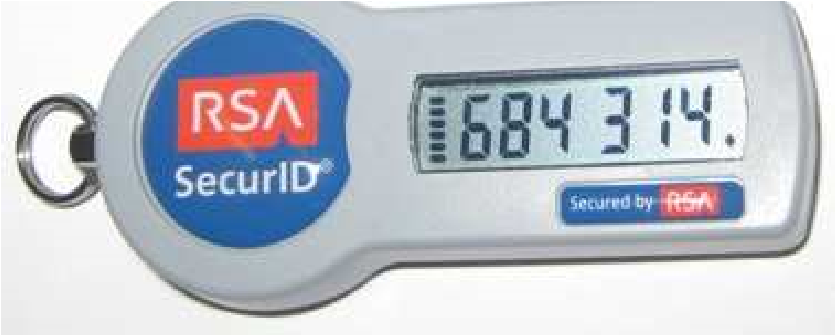 RSA
SecurID®
684 314.
Secured by RSA